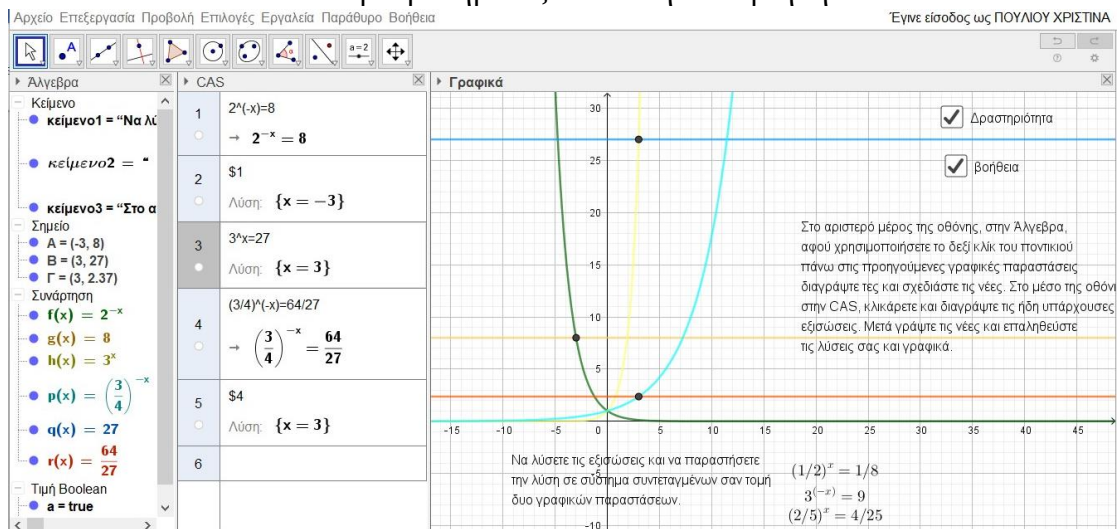 Αρχείο Επεξεργασία Προβολή Επιλογές Εργαλεία Παράθυρο Βοήθεια
Έγινε είσοδος ως ΠΟΥΛΙΟΥ ΧΡΙΣΤΙΝΑ
A
a=2
Άλγεβρα
Κείμενο
κείμενο1 = "Να λύ
κείμενο2 = "
κείμενο3 = "Στο α
Σημείο
A = (-3, 8)
B = (3, 27)
Γ = (3, 2.37)
Συνάρτηση
f(x) = 2^-x
g(x) = 8
h(x) = 3^x
p(x) = (3/4)^-x
q(x) = 27
r(x) = 64/27
Τιμή Boolean
a = true
CAS
1 2^(-x)=8
→ 2^-x = 8
2 $1
Λύση: {x = −3}
3 3^x=27
Λύση: {x = 3}
4 (3/4)^(-x)=64/27
→ (3/4)^-x = 64/27
5 $4
Λύση: {x = 3}
6
Γραφικά
30
25
20
15
10
5
-5
-10
-15 -10 -5 0 5 10 15 20 25 30 35 40 45
Δραστηριότητα
βοήθεια
Στο αριστερό μέρος της οθόνης, στην Άλγεβρα,
αφού χρησιμοποιήσετε το δεξί κλίκ του ποντικιού
πάνω στις προηγούμενες γραφικές παραστάσεις
διαγράψτε τες και σχεδιάστε τις νέες. Στο μέσο της οθόνη
στην CAS, κλικάρετε και διαγράψτε τις ήδη υπάρχουσες
εξισώσεις. Μετά γράψτε τις νέες και επαληθεύστε
τις λύσεις σας και γραφικά.
Να λύσετε τις εξισώσεις και να παραστήσετε
την λύση σε σύστημα συντεταγμένων σαν τομή
δυο γραφικών παραστάσεων.
(1/2)^x = 1/8
3^(−x) = 9
(2/5)^x = 4/25